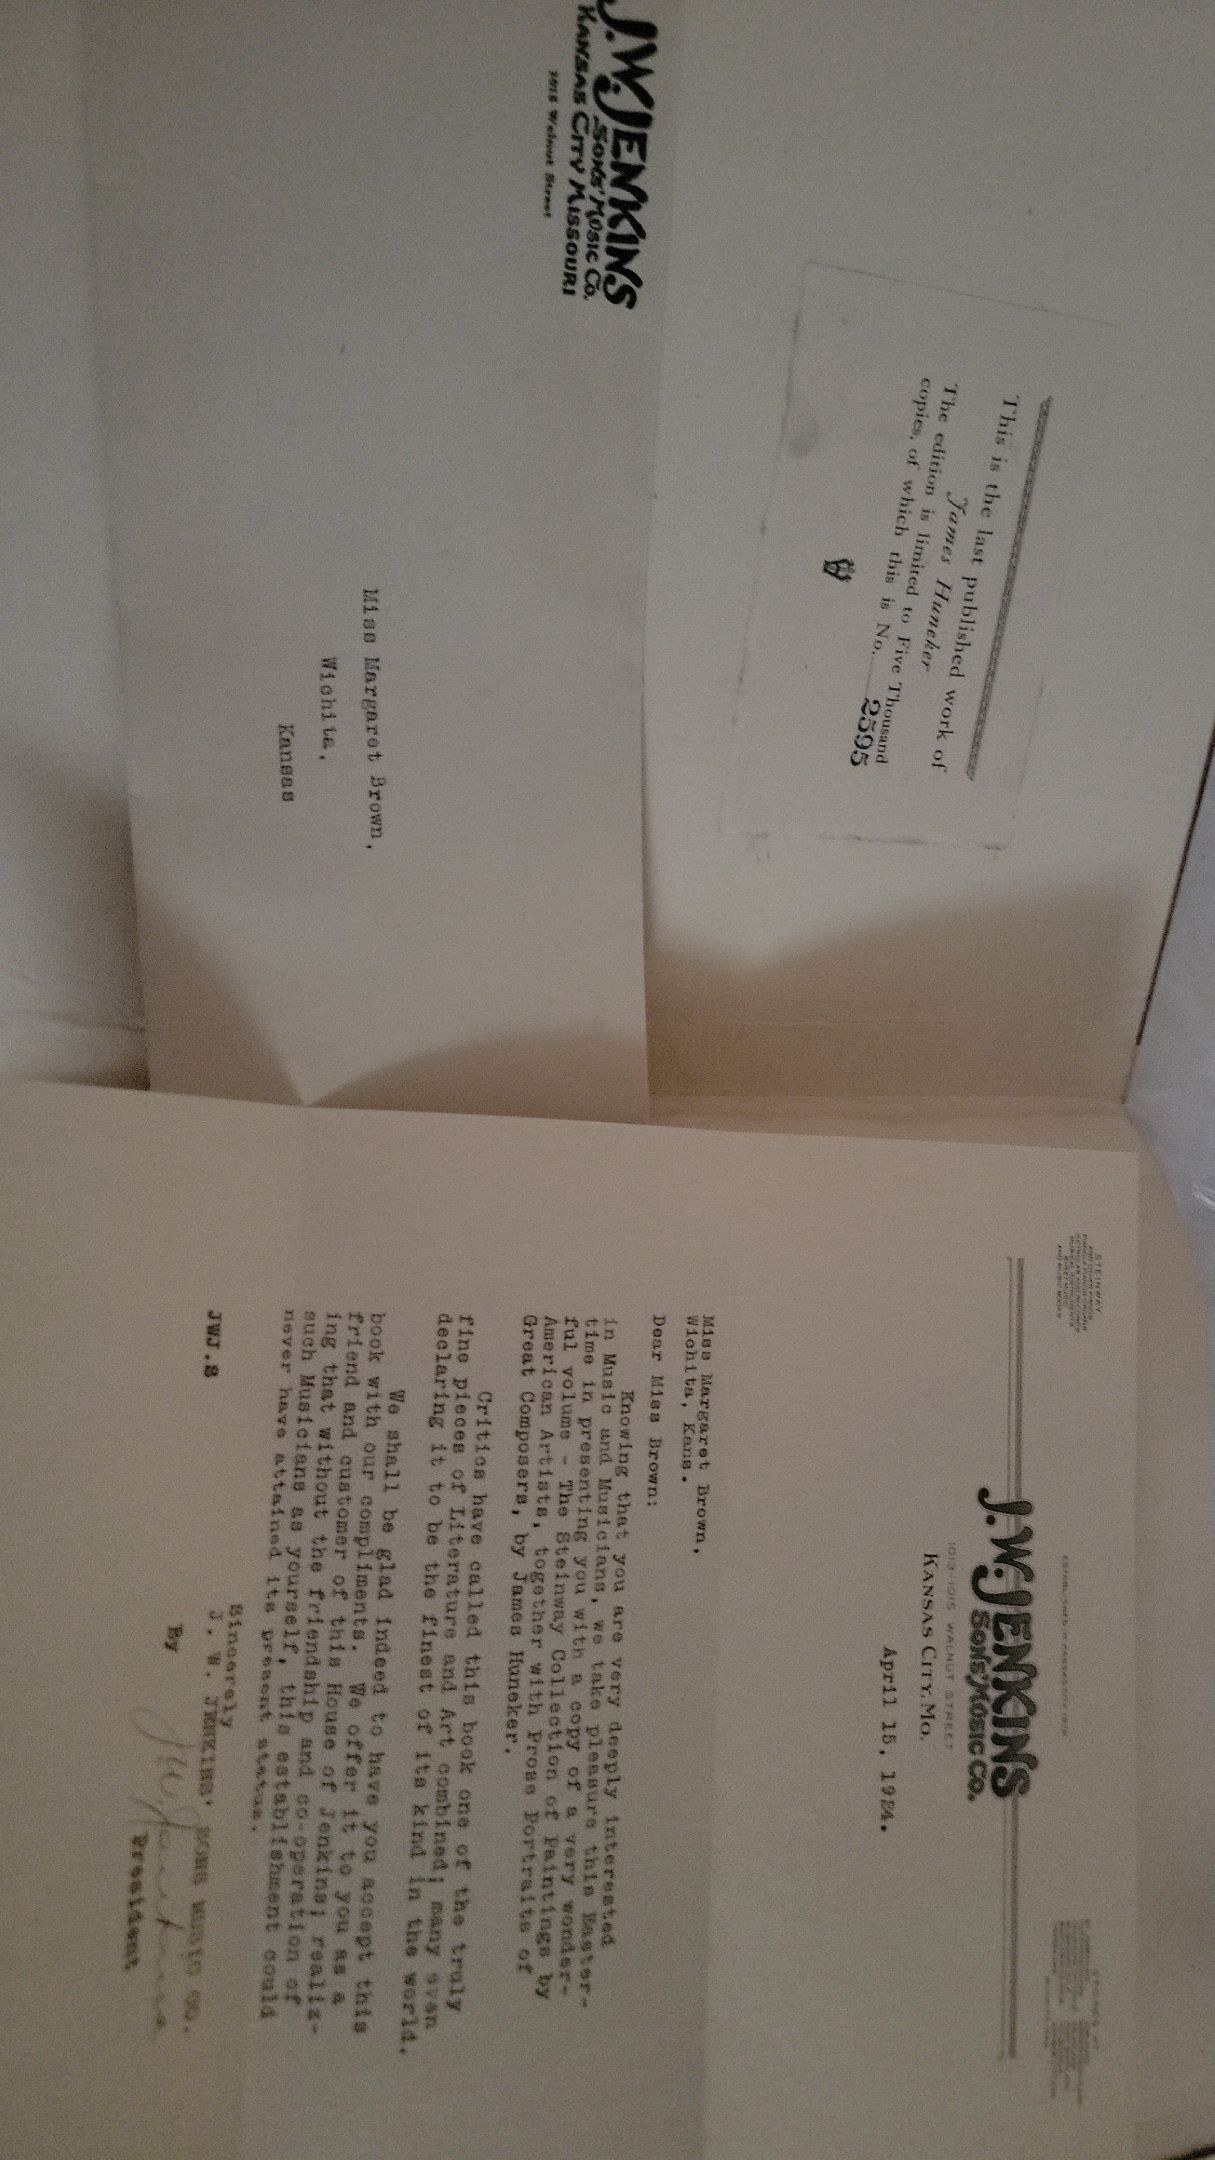 This is the last published work of
James Huneker
The edition is limited to Five Thousand
copies, of which this is No. 2595
J.W. JENKINS
SONS' MUSIC CO.
KANSAS CITY MISSOURI
1015 Walnut Street
Miss Margaret Brown,
Wichita,
Kansas
STEINWAY
J.W. JENKINS
SONS' MUSIC CO.
1013-1015 WALNUT STREET
KANSAS CITY, MO.
April 15, 1924.
Miss Margaret Brown,
Wichita, Kans.
Dear Miss Brown:
Knowing that you are very deeply interested
in Music and Musicians, we take pleasure this Easter-
time in presenting you with a copy of a very wonder-
ful volume - The Steinway Collection of Paintings by
American Artists, together with Prose Portraits of
Great Composers, by James Huneker.
Critics have called this book one of the truly
fine pieces of Literature and Art combined; many even
declaring it to be the finest of its kind in the world.
We shall be glad indeed to have you accept this
book with our compliments. We offer it to you as a
friend and customer of this House of Jenkins; realiz-
ing that without the friendship and co-operation of
such Musicians as yourself, this establishment could
never have attained its present status.
Sincerely
J. W. JENKINS' SONS MUSIC CO.
JWJ.S
By
President